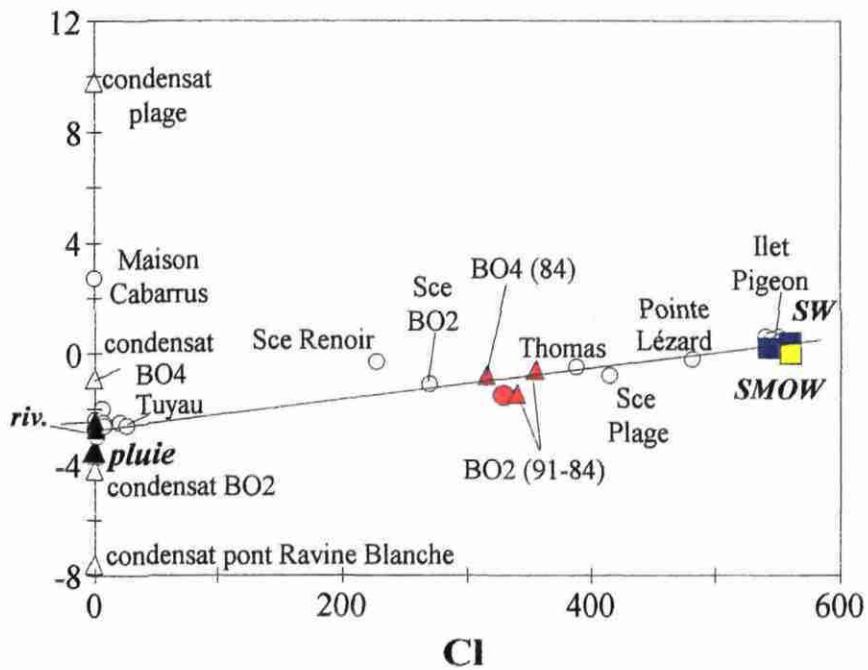 12
8
4
0
-4
-8
condensat
plage
Maison
Cabarrus
condensat
BO4
Tuyau
riv.
pluie
condensat BO2
condensat pont Ravine Blanche
Sce Renoir
Sce
BO2
BO4 (84)
Thomas
BO2 (91-84)
Sce
Plage
Pointe
Lézard
Ilet
Pigeon
SW
SMOW
0
200
400
600
Cl